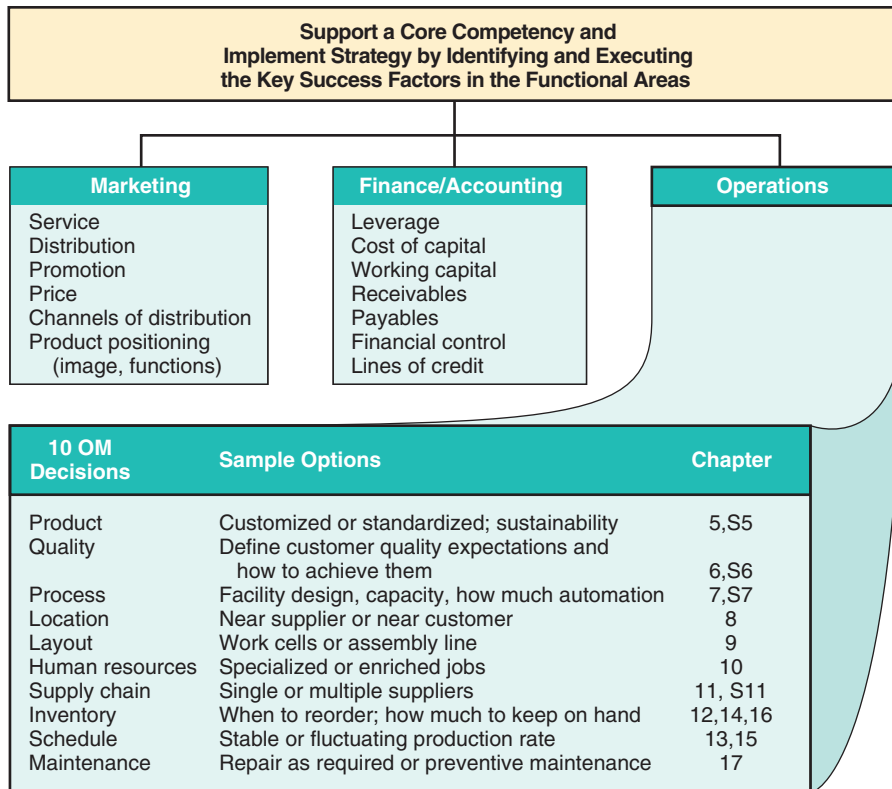 Support a Core Competency and
Implement Strategy by Identifying and Executing
the Key Success Factors in the Functional Areas
Marketing
Service
Distribution
Promotion
Price
Channels of distribution
Product positioning
(image, functions)
Finance/Accounting
Leverage
Cost of capital
Working capital
Receivables
Payables
Financial control
Lines of credit
Operations
10 OM
Decisions Sample Options Chapter
Product Customized or standardized; sustainability 5,S5
Quality Define customer quality expectations and
how to achieve them 6,S6
Process Facility design, capacity, how much automation 7,S7
Location Near supplier or near customer 8
Layout Work cells or assembly line 9
Human resources Specialized or enriched jobs 10
Supply chain Single or multiple suppliers 11, S11
Inventory When to reorder; how much to keep on hand 12,14,16
Schedule Stable or fluctuating production rate 13,15
Maintenance Repair as required or preventive maintenance 17